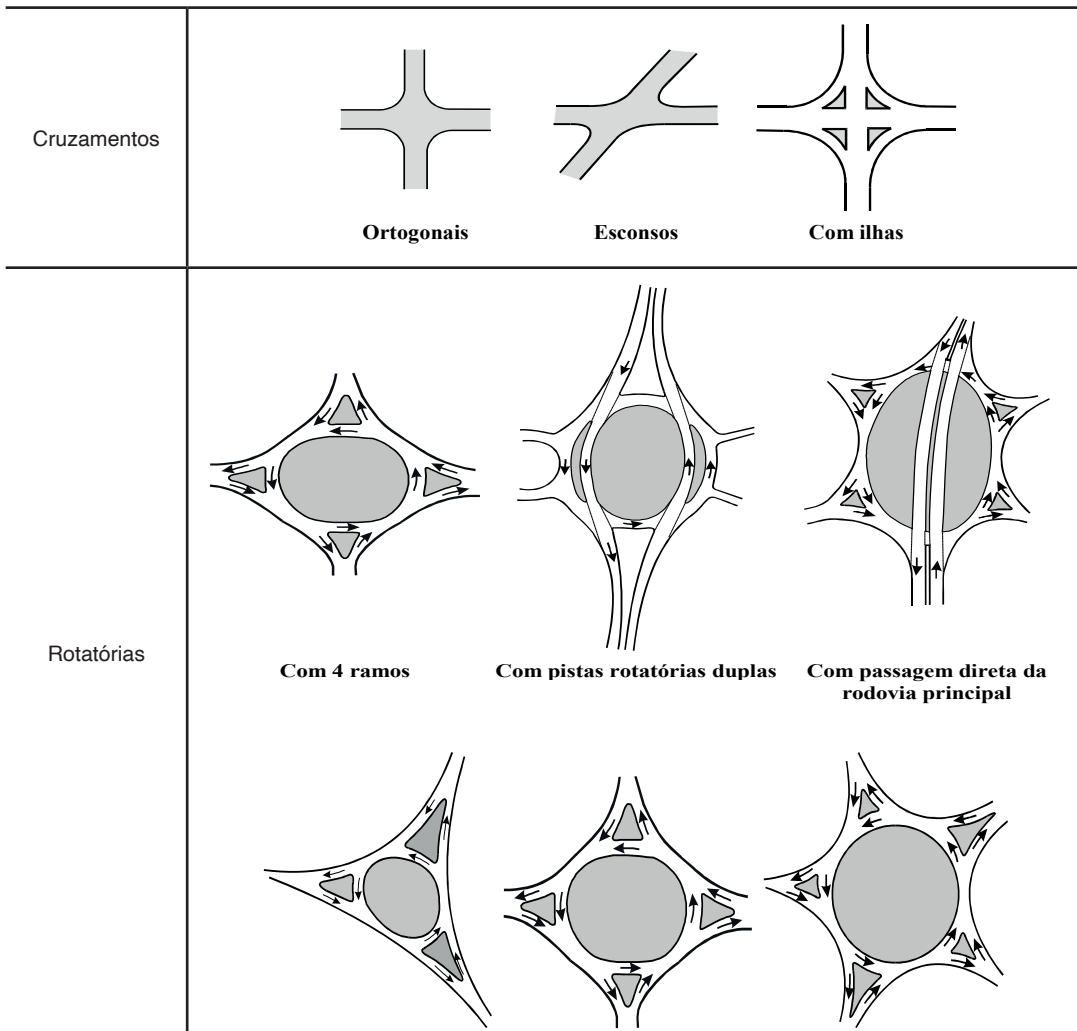 Cruzamentos
Ortogonais
Esconsos
Com ilhas
Rotatórias
Com 4 ramos
Com pistas rotatórias duplas
Com passagem direta da
rodovia principal